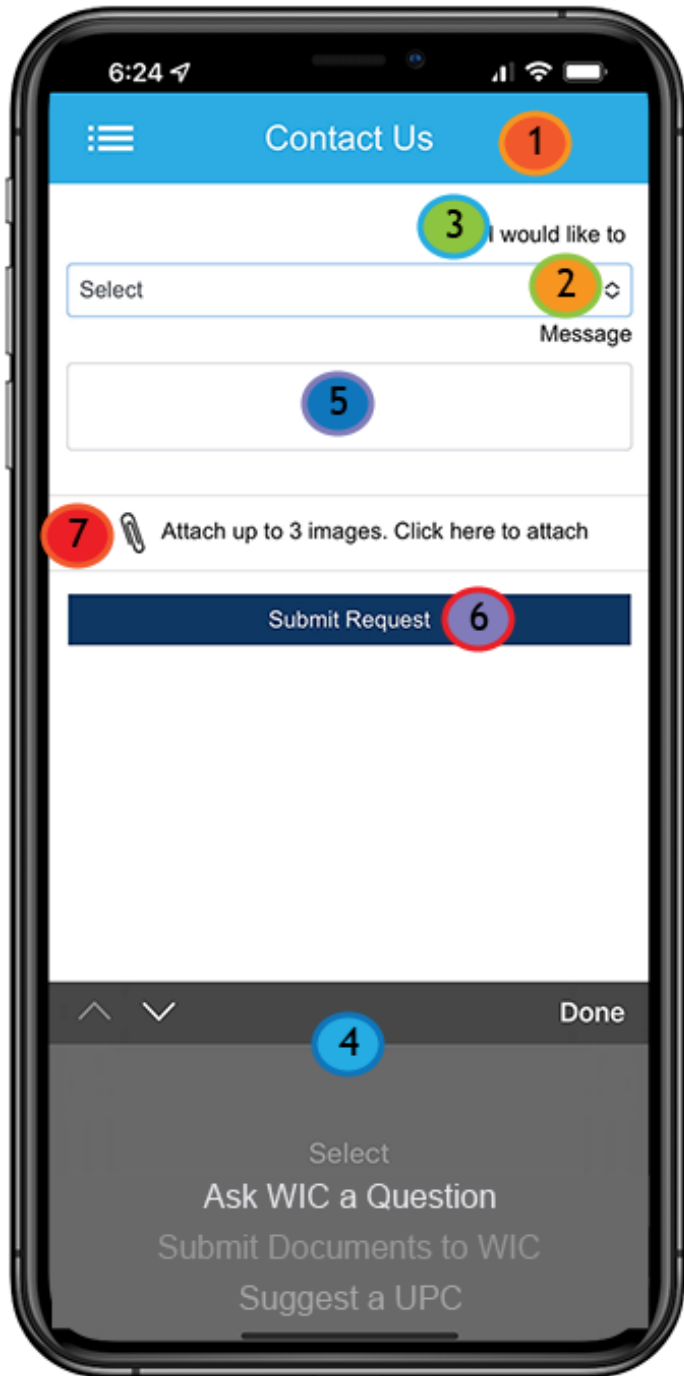 6:24
Contact Us 1
3 I would like to
Select 2
Message
5
7 Attach up to 3 images. Click here to attach
Submit Request 6
Done
4
Select
Ask WIC a Question
Submit Documents to WIC
Suggest a UPC